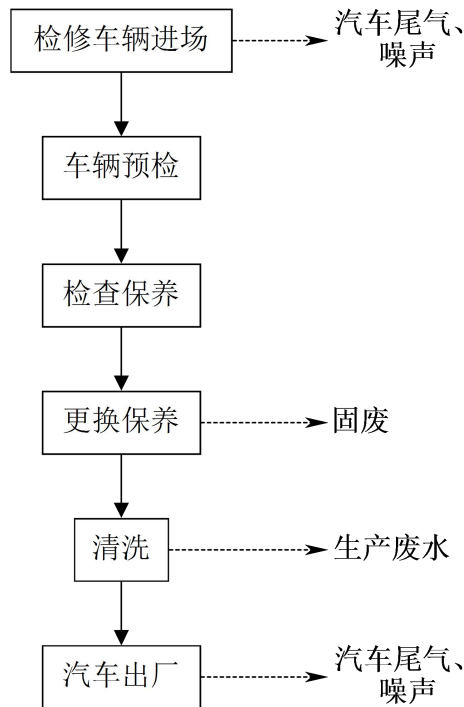 检修车辆进场
汽车尾气、
噪声
车辆预检
检查保养
更换保养
固废
清洗
生产废水
汽车出厂
汽车尾气、
噪声